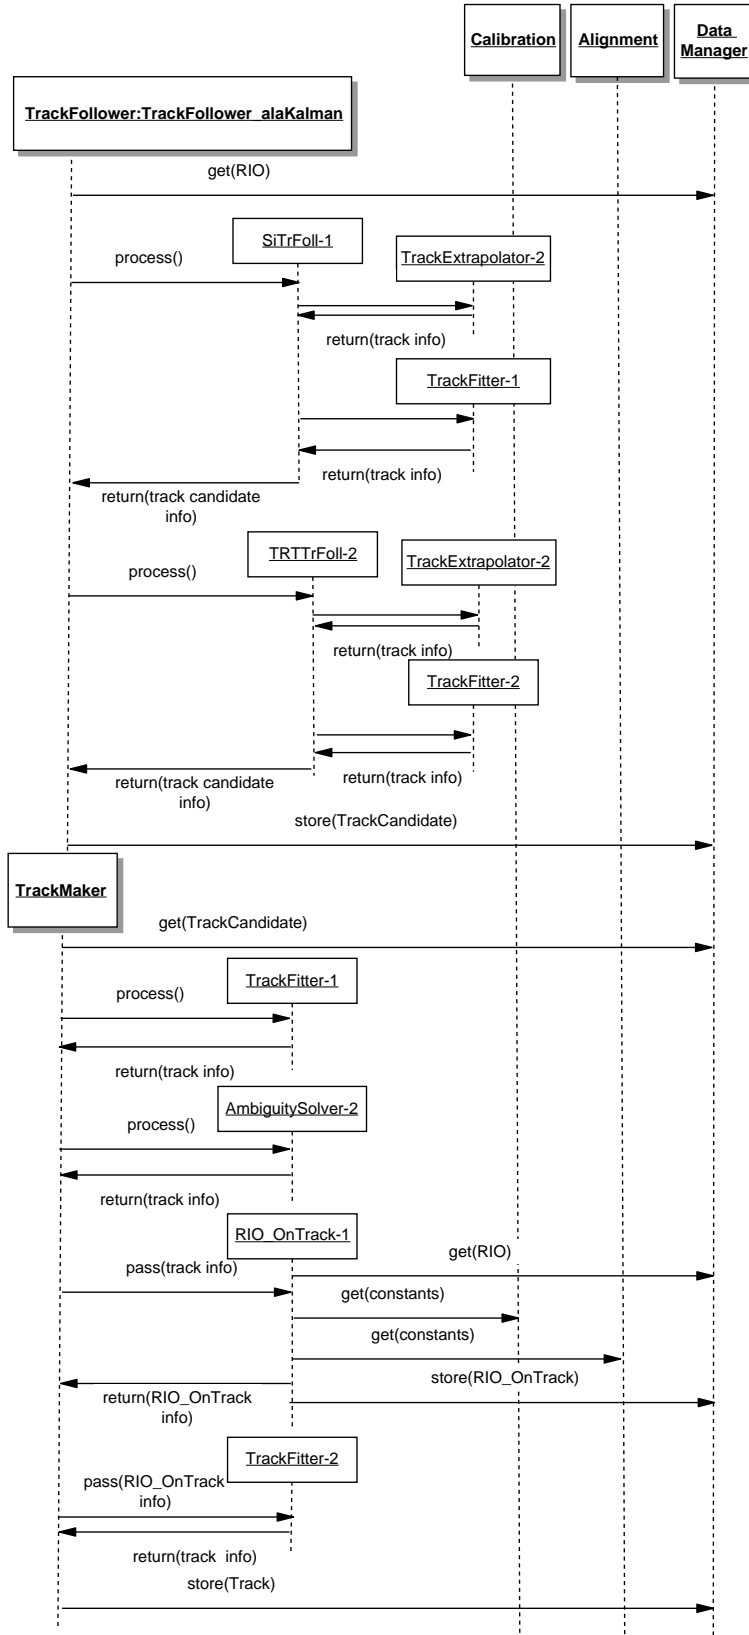 Calibration
Alignment
Data
Manager
TrackFollower:TrackFollower_alaKalman
get(RIO)
SiTrFoll-1
TrackExtrapolator-2
process()
return(track info)
TrackFitter-1
return(track info)
return(track candidate
info)
TRTTrFoll-2
TrackExtrapolator-2
process()
return(track info)
TrackFitter-2
return(track info)
return(track candidate
info)
store(TrackCandidate)
TrackMaker
get(TrackCandidate)
TrackFitter-1
process()
return(track info)
AmbiguitySolver-2
process()
return(track info)
RIO_OnTrack-1
get(RIO)
pass(track info)
get(constants)
get(constants)
store(RIO_OnTrack)
return(RIO_OnTrack
info)
TrackFitter-2
pass(RIO_OnTrack
info)
return(track info)
store(Track)